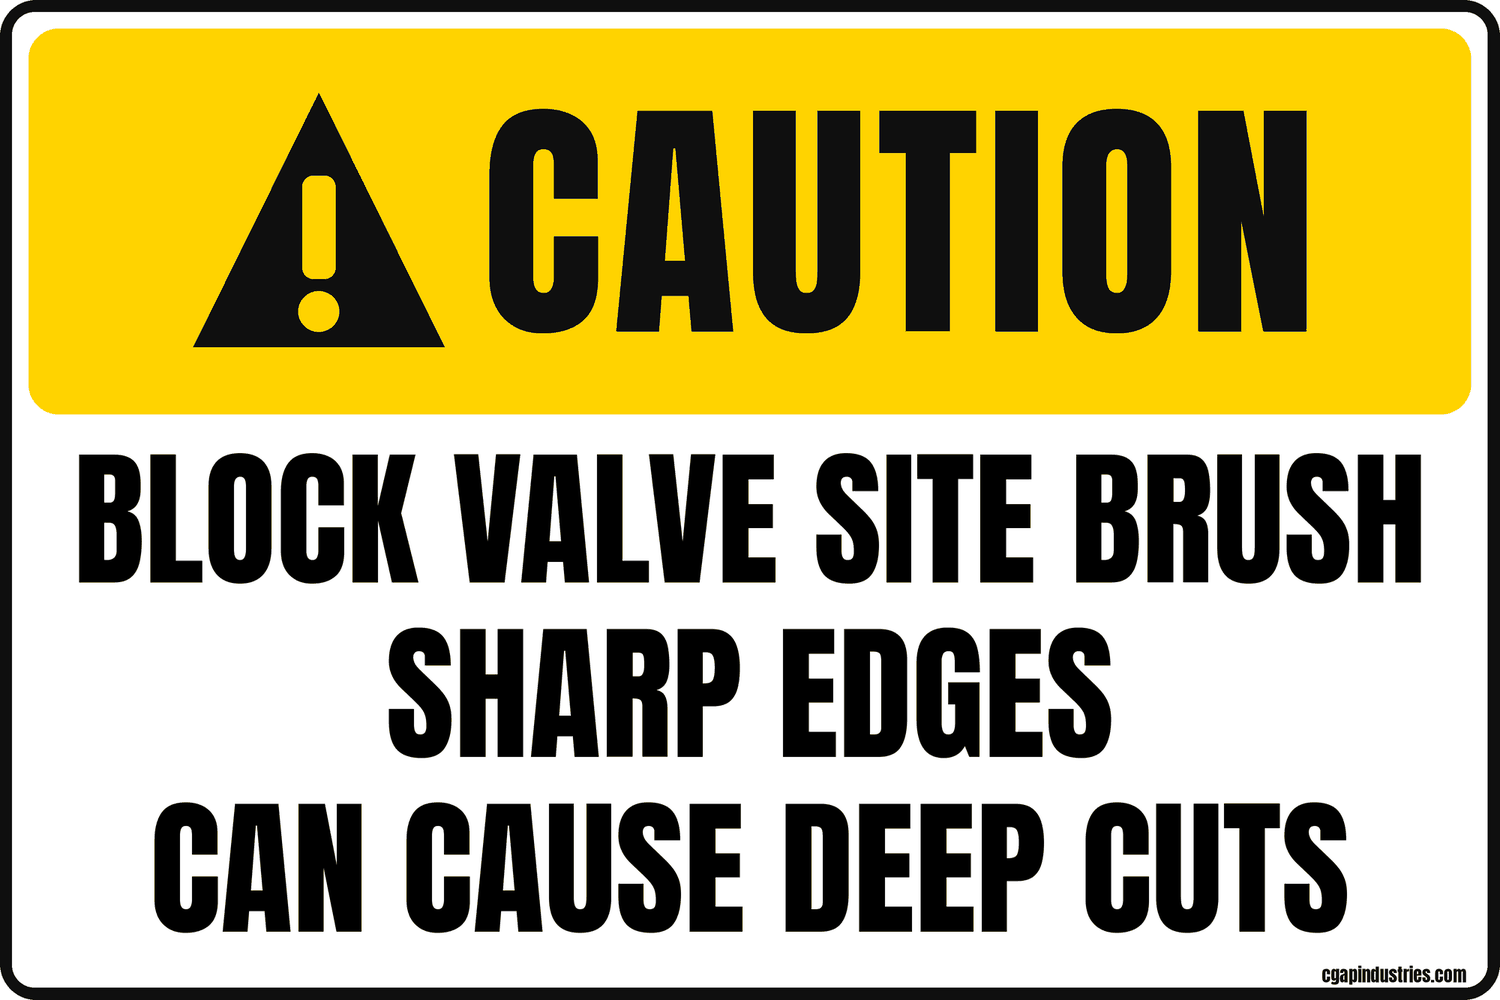 CAUTION
BLOCK VALVE SITE BRUSH
SHARP EDGES
CAN CAUSE DEEP CUTS
cgapindustries.com